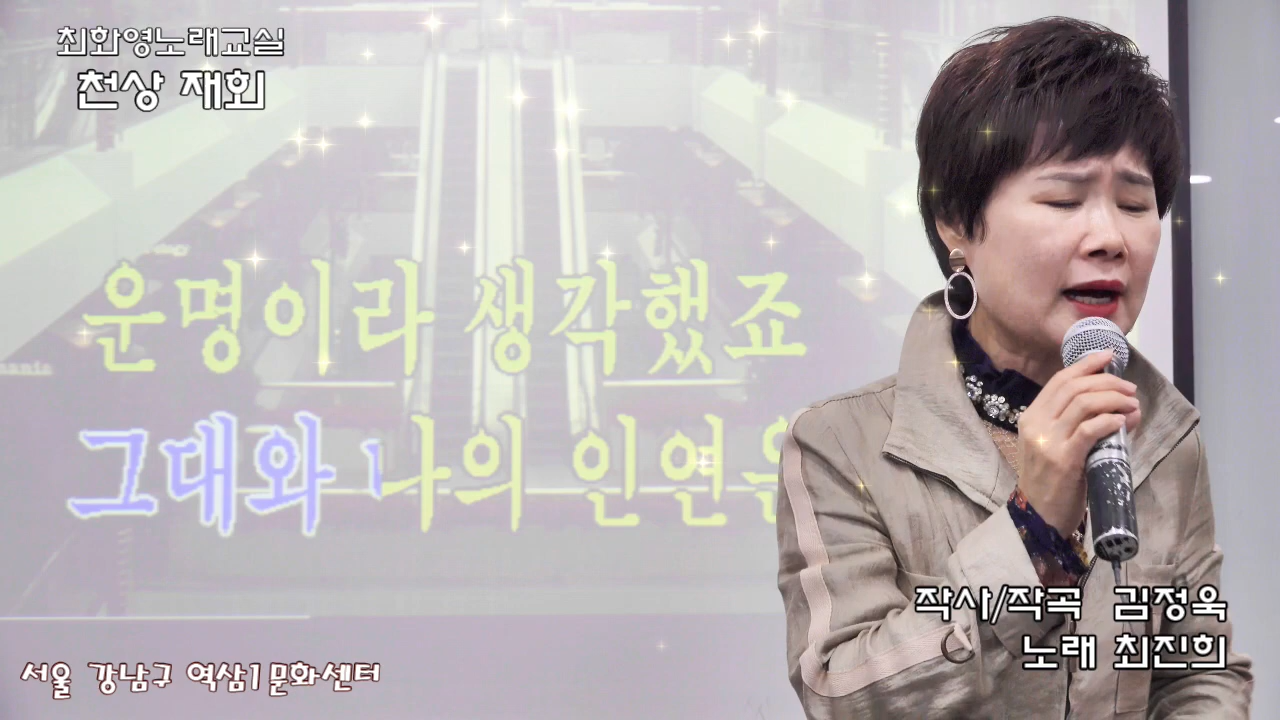 최화영노래교실
천상 재회
운명이라 생각했죠
그대와 나의 인연은
작사/작곡 김정욱
노래 최진희
서울 강남구 역삼1문화센터